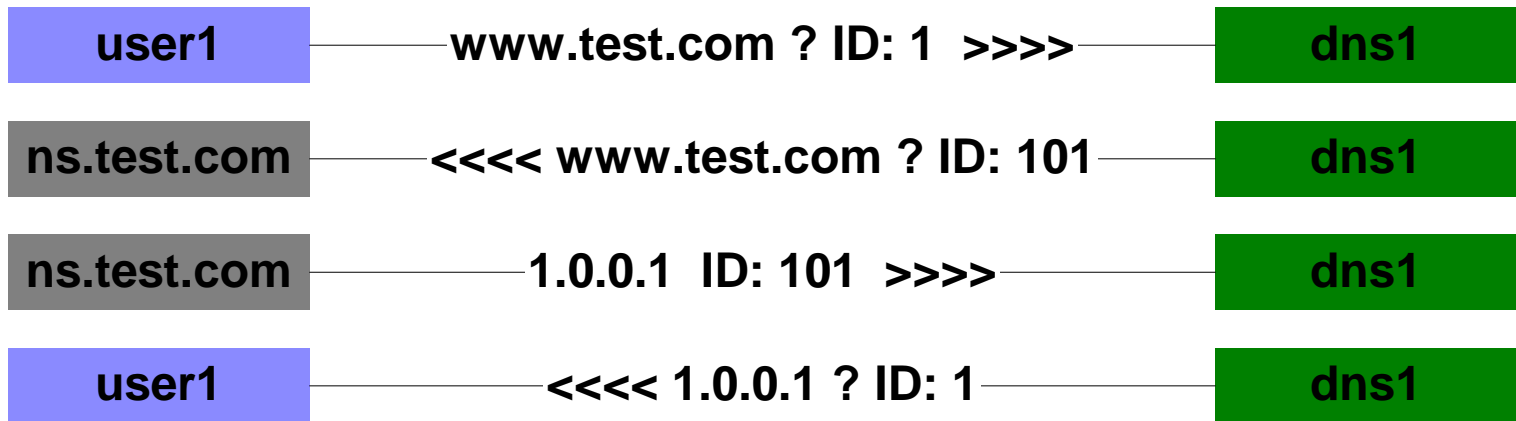 user1 www.test.com ? ID: 1 >>>> dns1
ns.test.com <<<< www.test.com ? ID: 101 dns1
ns.test.com 1.0.0.1 ID: 101 >>>> dns1
user1 <<<< 1.0.0.1 ? ID: 1 dns1